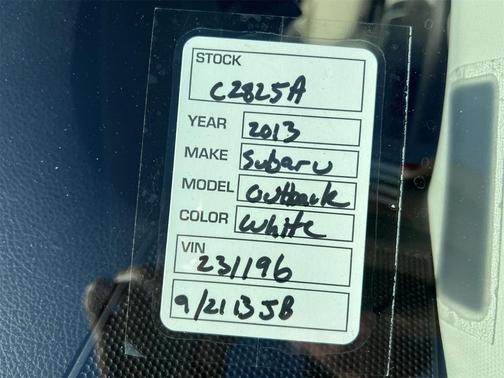 STOCK
C2825A
YEAR 2013
MAKE Subaru
MODEL Outback
COLOR White
VIN
231196
9/21 13 JB